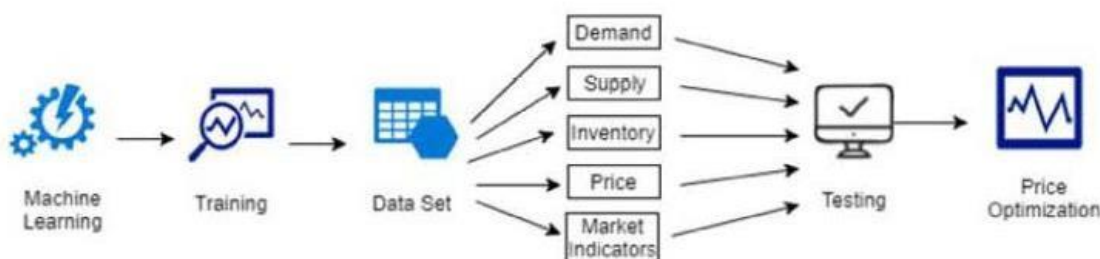 Machine
Learning
Training
Data Set
Demand
Supply
Inventory
Price
Market
Indicators
Testing
Price
Optimization